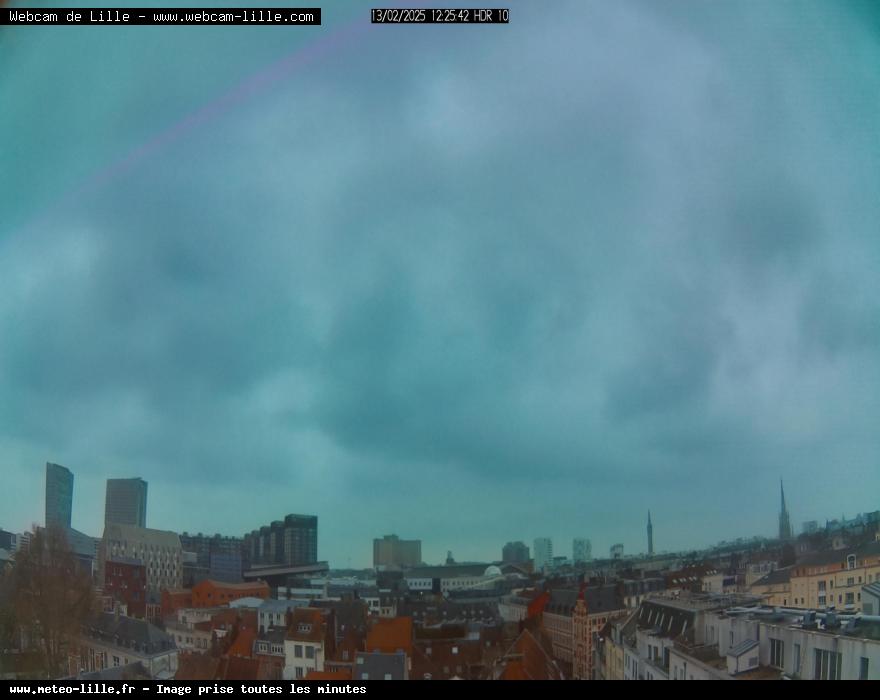 Webcam de Lille - www.webcam-lille.com
13/02/2025 12:25:42 HDR 10
www.meteo-lille.fr - Image prise toutes les minutes